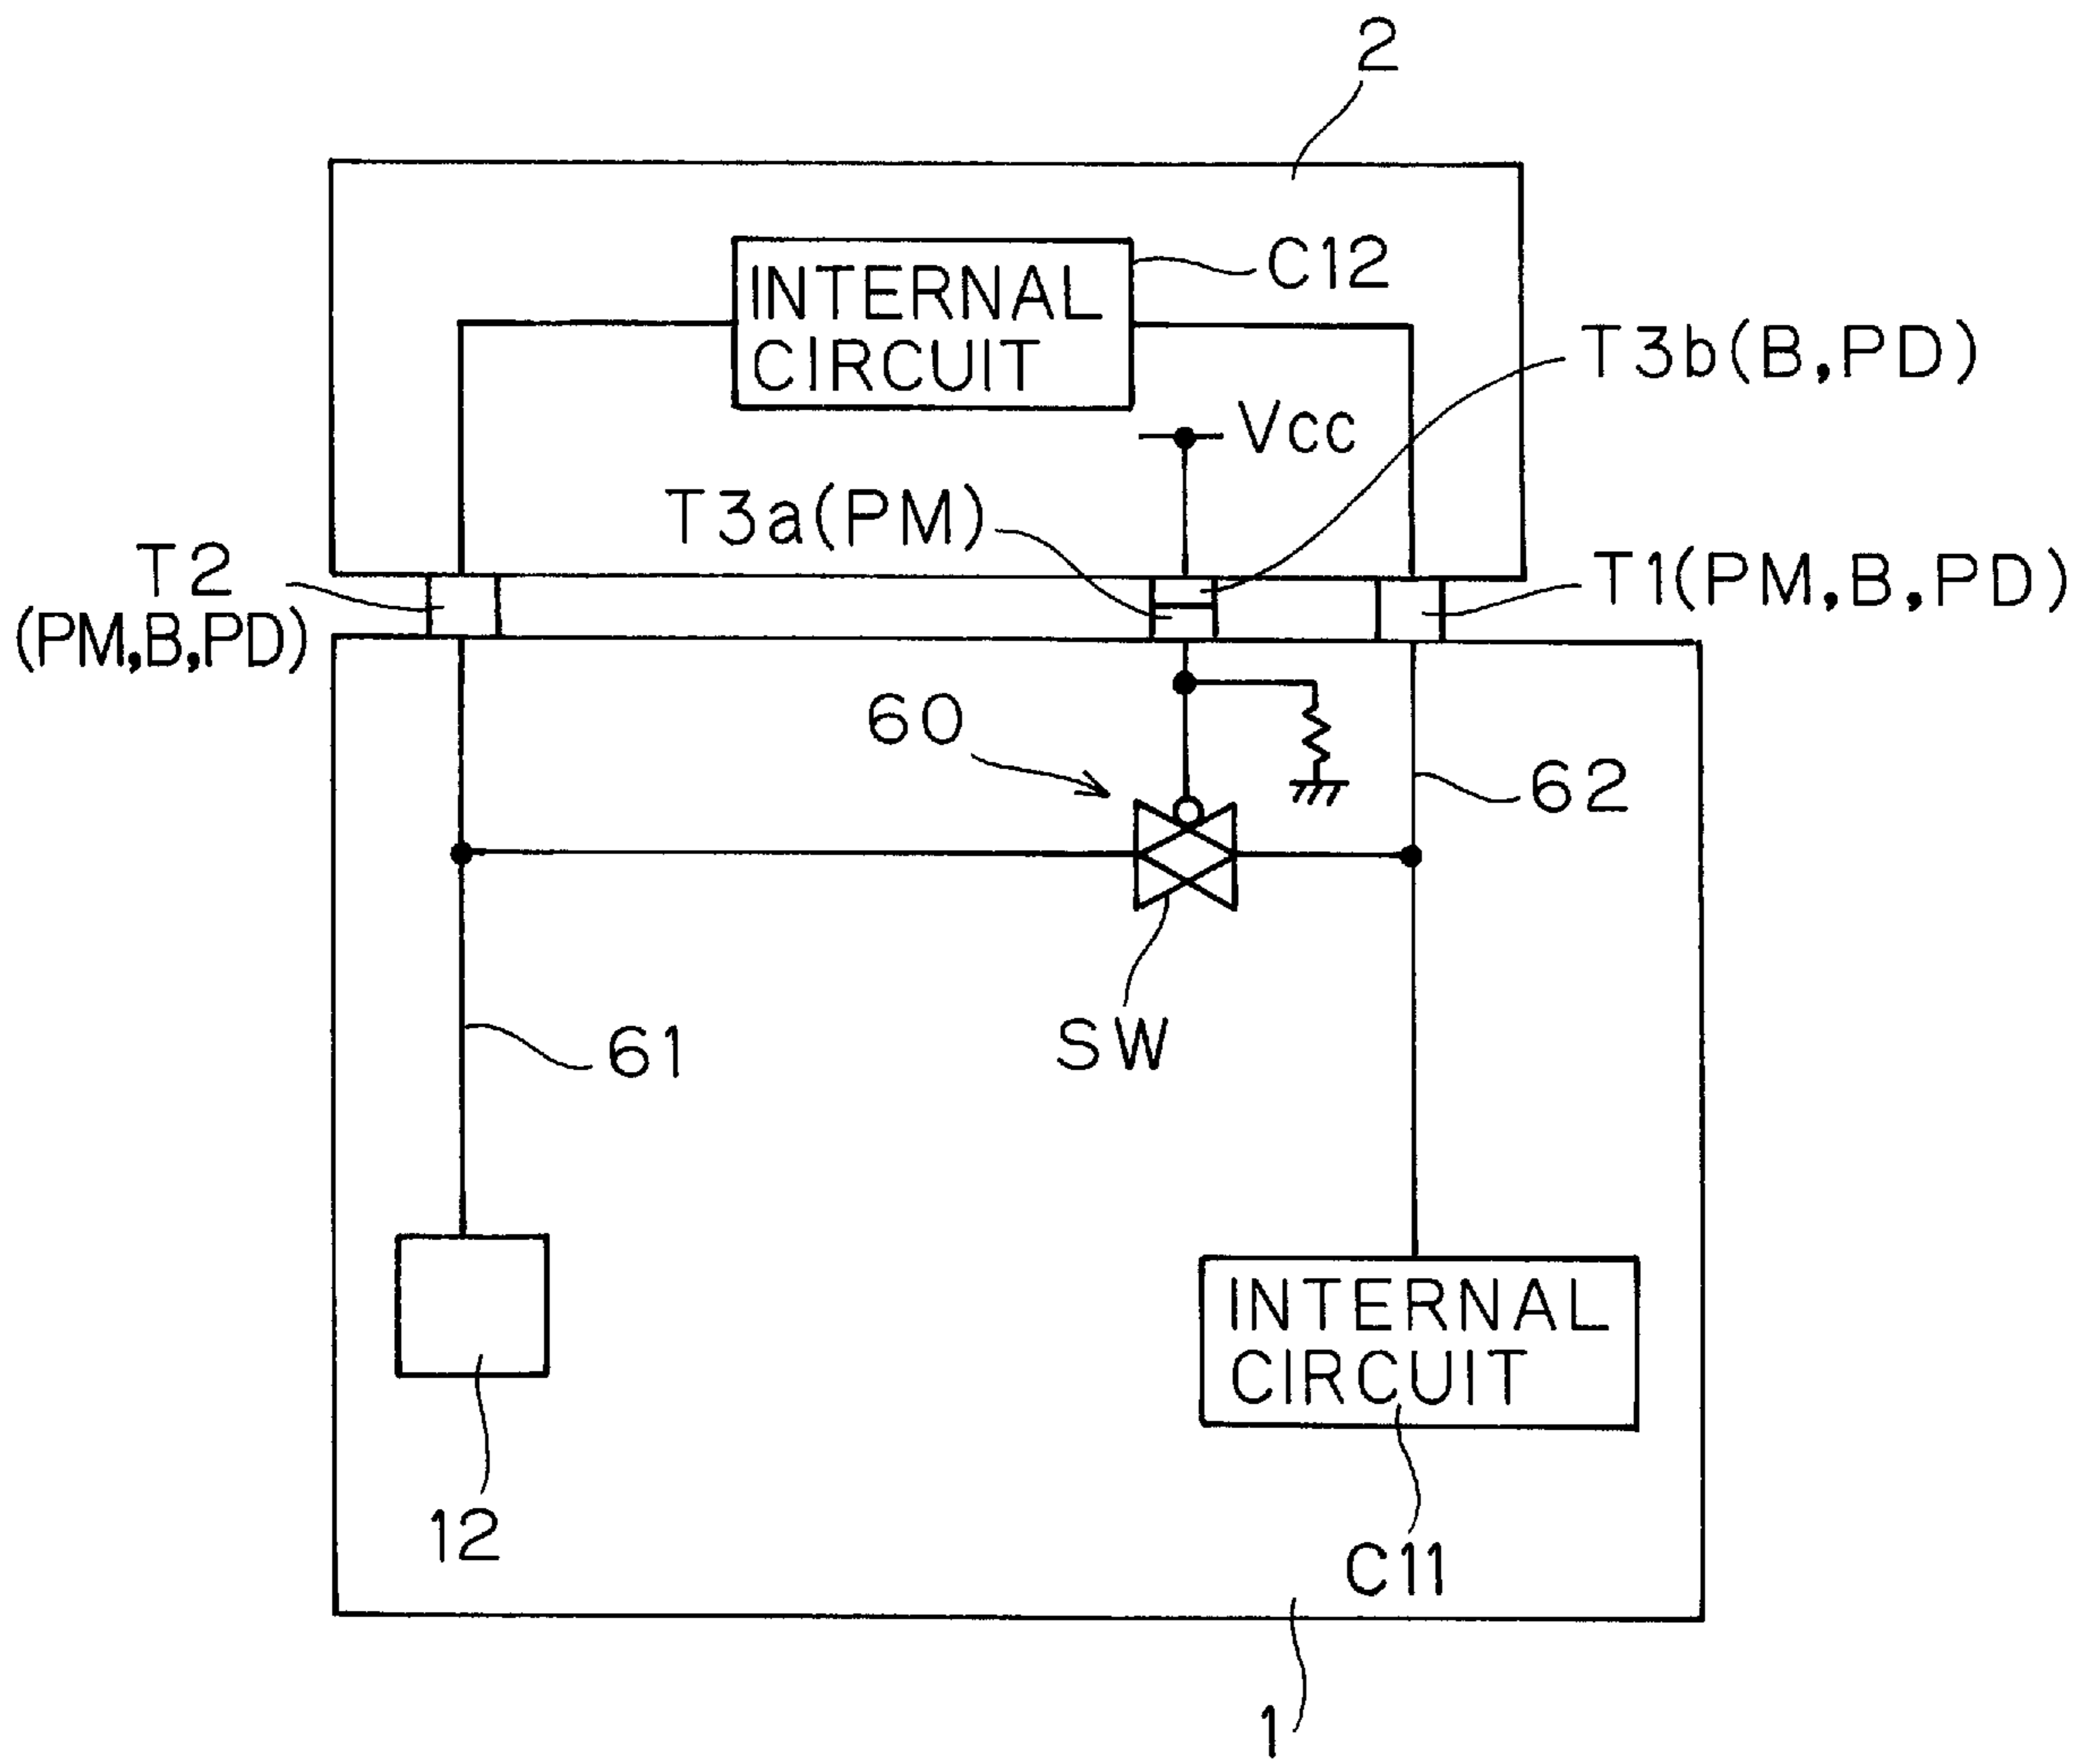 2
INTERNAL
CIRCUIT
C12
T3b(B,PD)
Vcc
T3a(PM)
T2
(PM,B,PD)
T1(PM,B,PD)
60
62
SW
61
INTERNAL
CIRCUIT
12
C11
1